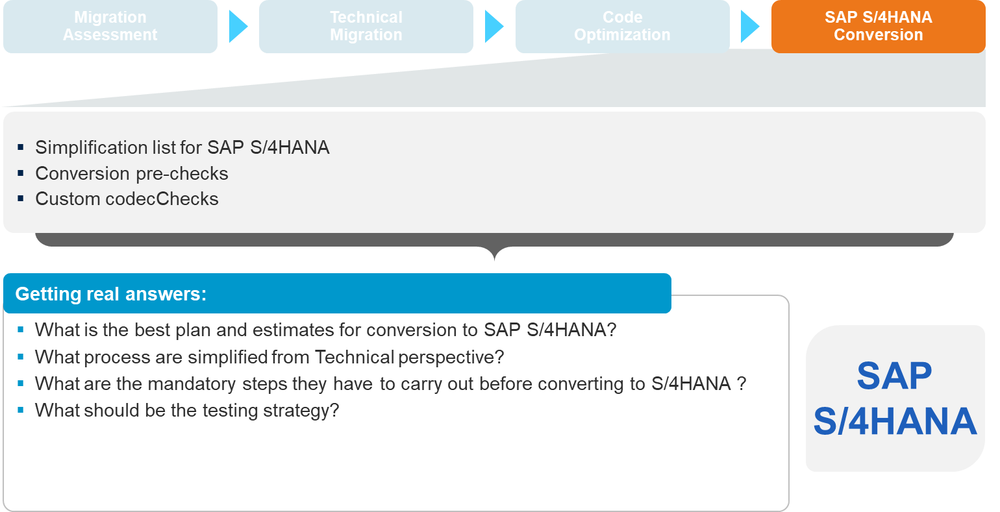 Migration
Assessment
Technical
Migration
Code
Optimization
SAP S/4HANA
Conversion
▪ Simplification list for SAP S/4HANA
▪ Conversion pre-checks
▪ Custom codecChecks
Getting real answers:
▪ What is the best plan and estimates for conversion to SAP S/4HANA?
▪ What process are simplified from Technical perspective?
▪ What are the mandatory steps they have to carry out before converting to S/4HANA ?
▪ What should be the testing strategy?
SAP
S/4HANA